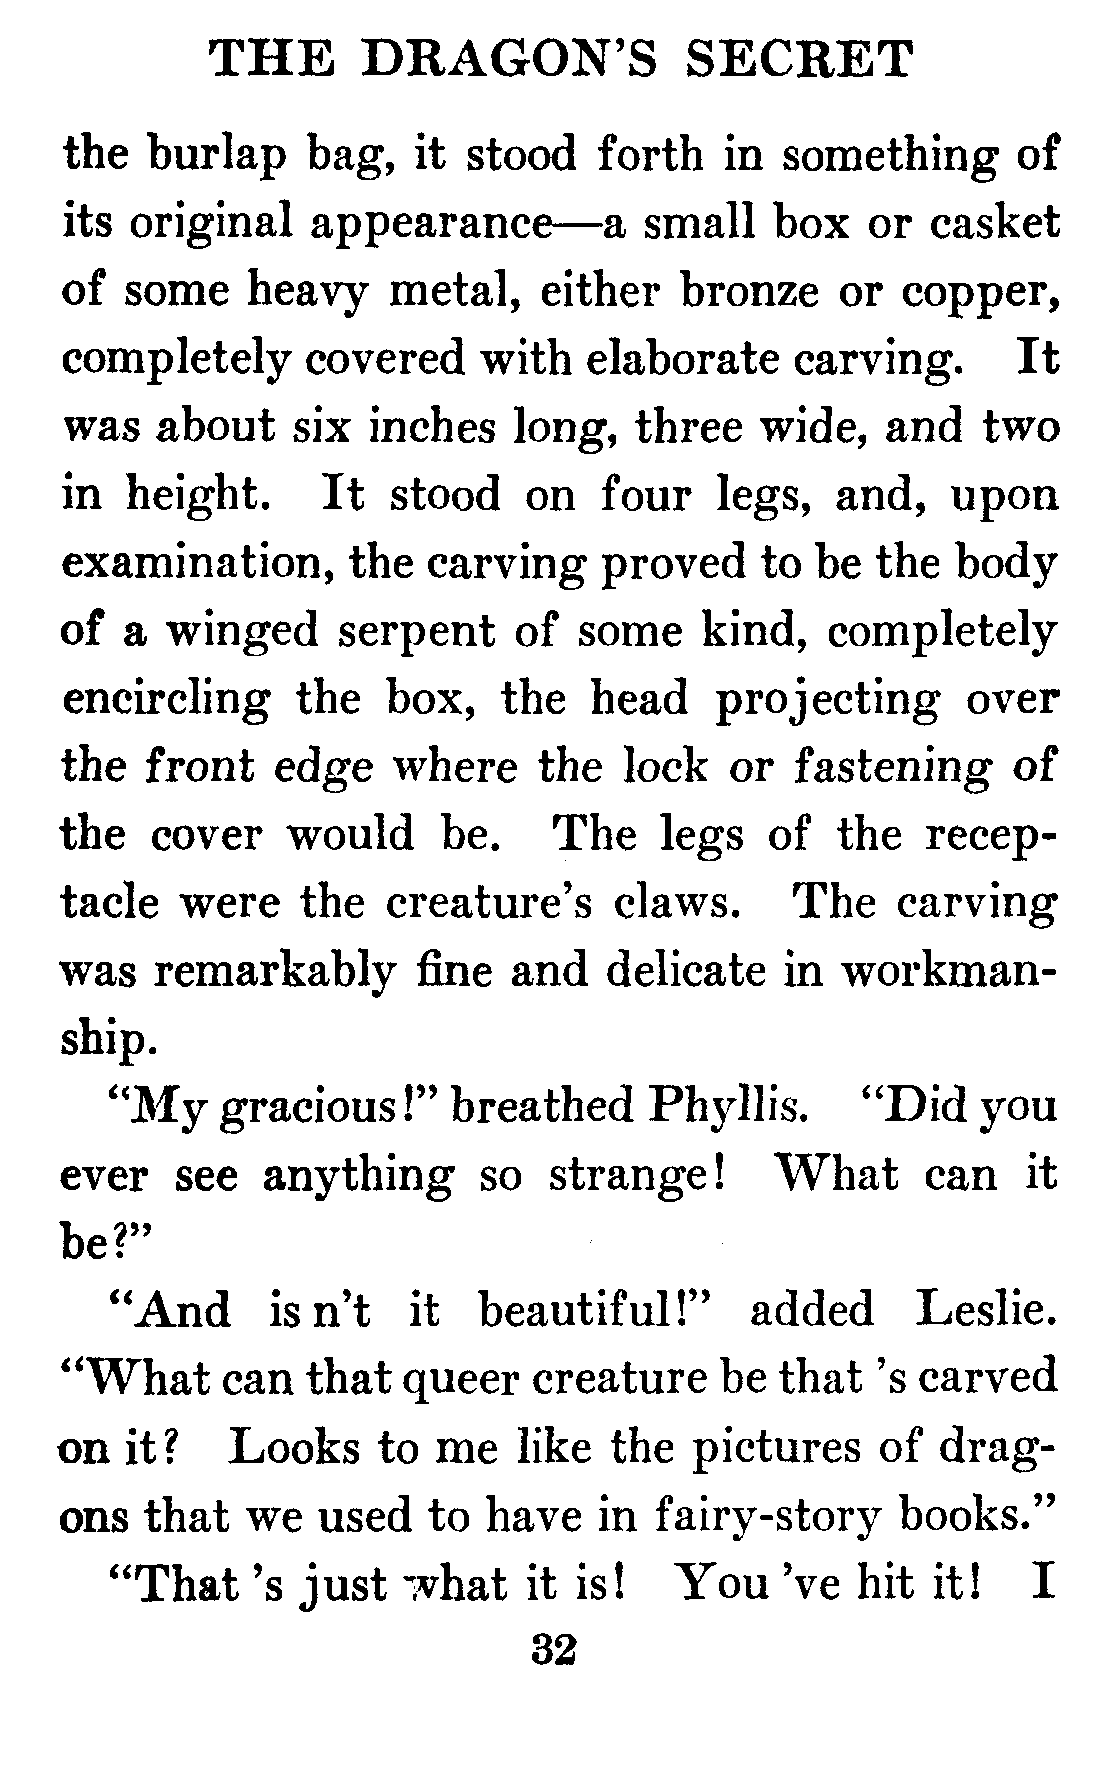 THE DRAGON'S SECRET
the burlap bag, it stood forth in something of
its original appearance—a small box or casket
of some heavy metal, either bronze or copper,
completely covered with elaborate carving. It
was about six inches long, three wide, and two
in height. It stood on four legs, and, upon
examination, the carving proved to be the body
of a winged serpent of some kind, completely
encircling the box, the head projecting over
the front edge where the lock or fastening of
the cover would be. The legs of the recep-
tacle were the creature's claws. The carving
was remarkably fine and delicate in workman-
ship.
“My gracious!” breathed Phyllis. “Did you
ever see anything so strange! What can it
be?”
“And is n't it beautiful!” added Leslie.
“What can that queer creature be that 's carved
on it? Looks to me like the pictures of drag-
ons that we used to have in fairy-story books.”
“That 's just what it is! You 've hit it! I
32